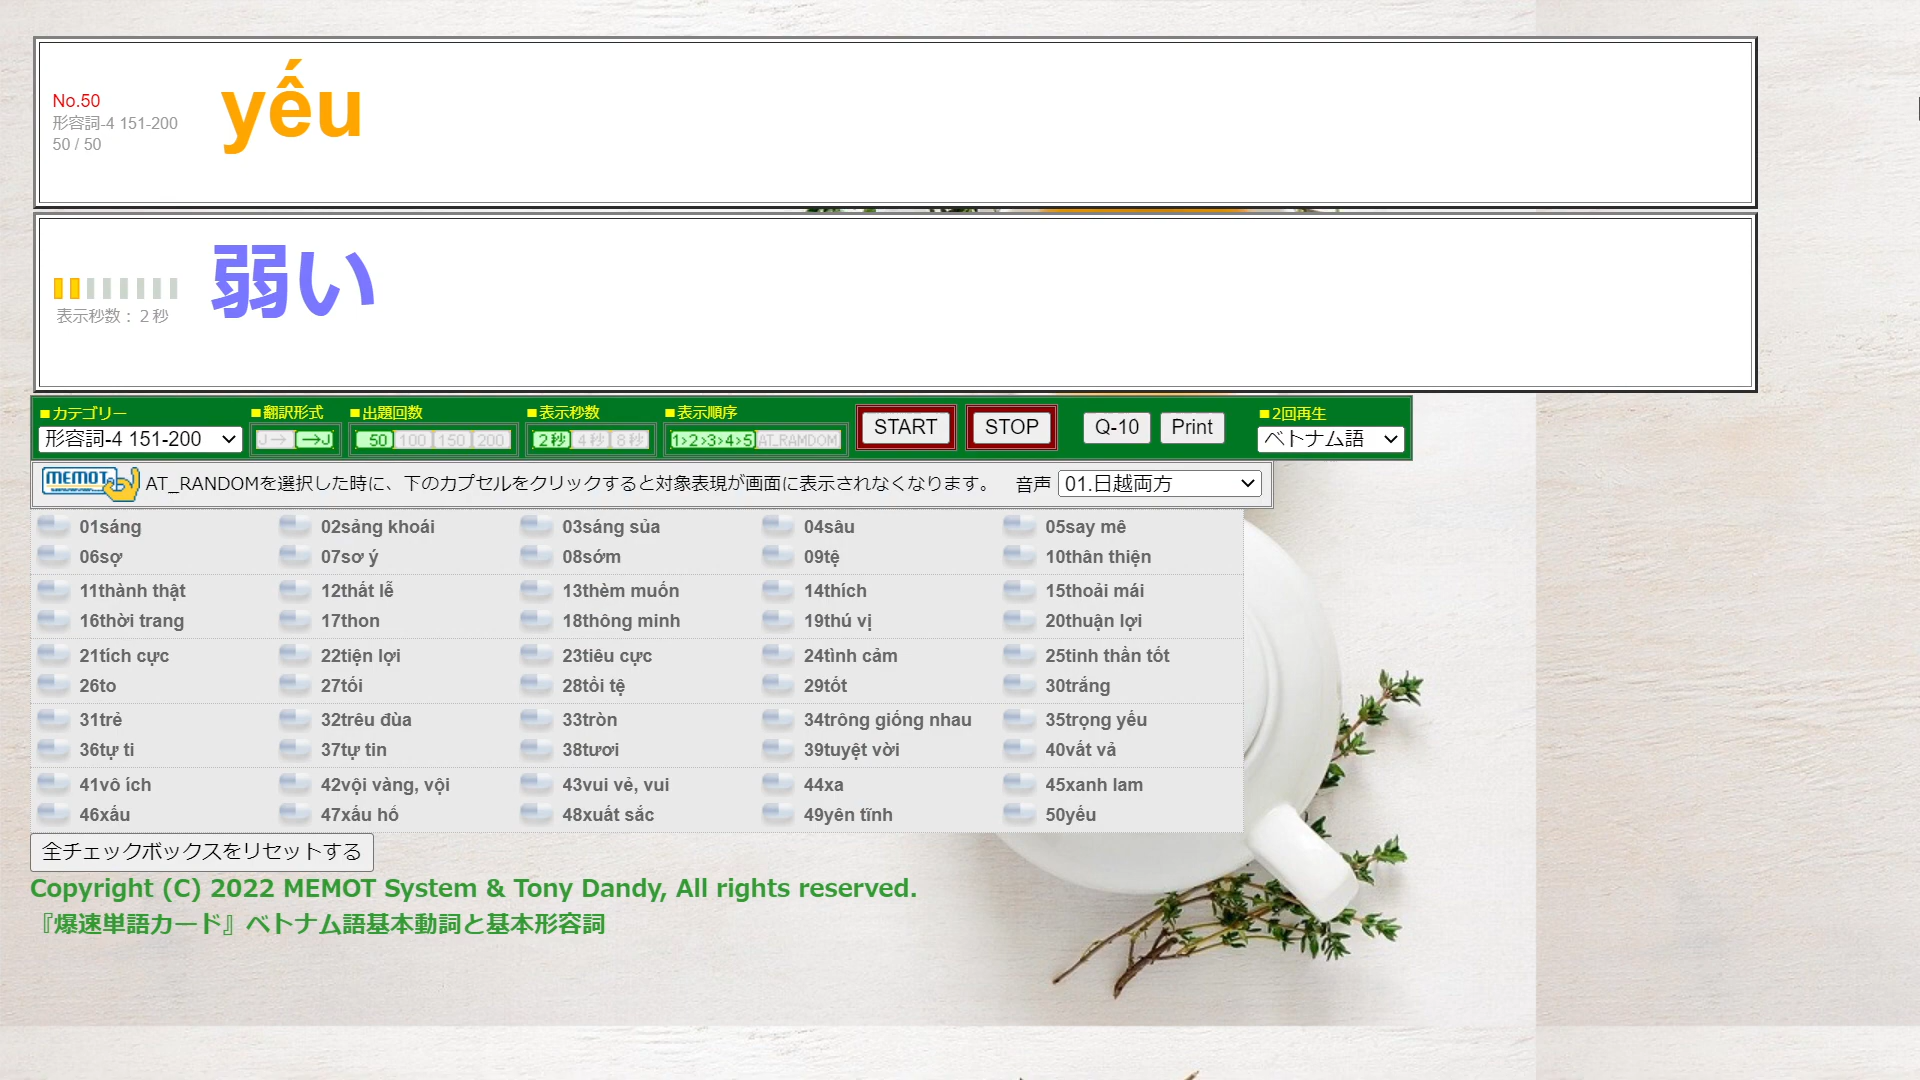 No.50
形容詞-4 151-200
50 / 50
yếu
弱い
表示秒数：２秒
■カテゴリー
■翻訳形式
■出題回数
■表示秒数
■表示順序
■2回再生
形容詞-4 151-200
J→ →J
50 100 150 200
2秒 4秒 8秒
1>2>3>4>5 AT_RAMDOM
START
STOP
Q-10
Print
ベトナム語
MEMOT
AT_RANDOMを選択した時に、下のカプセルをクリックすると対象表現が画面に表示されなくなります。
音声
01.日越両方
01sáng 02sảng khoái 03sáng sủa 04sâu 05say mê
06sợ 07sơ ý 08sớm 09tệ 10thân thiện
11thành thật 12thất lễ 13thèm muốn 14thích 15thoải mái
16thời trang 17thon 18thông minh 19thú vị 20thuận lợi
21tích cực 22tiện lợi 23tiêu cực 24tình cảm 25tinh thần tốt
26to 27tối 28tồi tệ 29tốt 30trắng
31trẻ 32trêu đùa 33tròn 34trông giống nhau 35trọng yếu
36tự ti 37tự tin 38tươi 39tuyệt vời 40vất vả
41vô ích 42vội vàng, vội 43vui vẻ, vui 44xa 45xanh lam
46xấu 47xấu hổ 48xuất sắc 49yên tĩnh 50yếu
全チェックボックスをリセットする
Copyright (C) 2022 MEMOT System & Tony Dandy, All rights reserved.
『爆速単語カード』ベトナム語基本動詞と基本形容詞